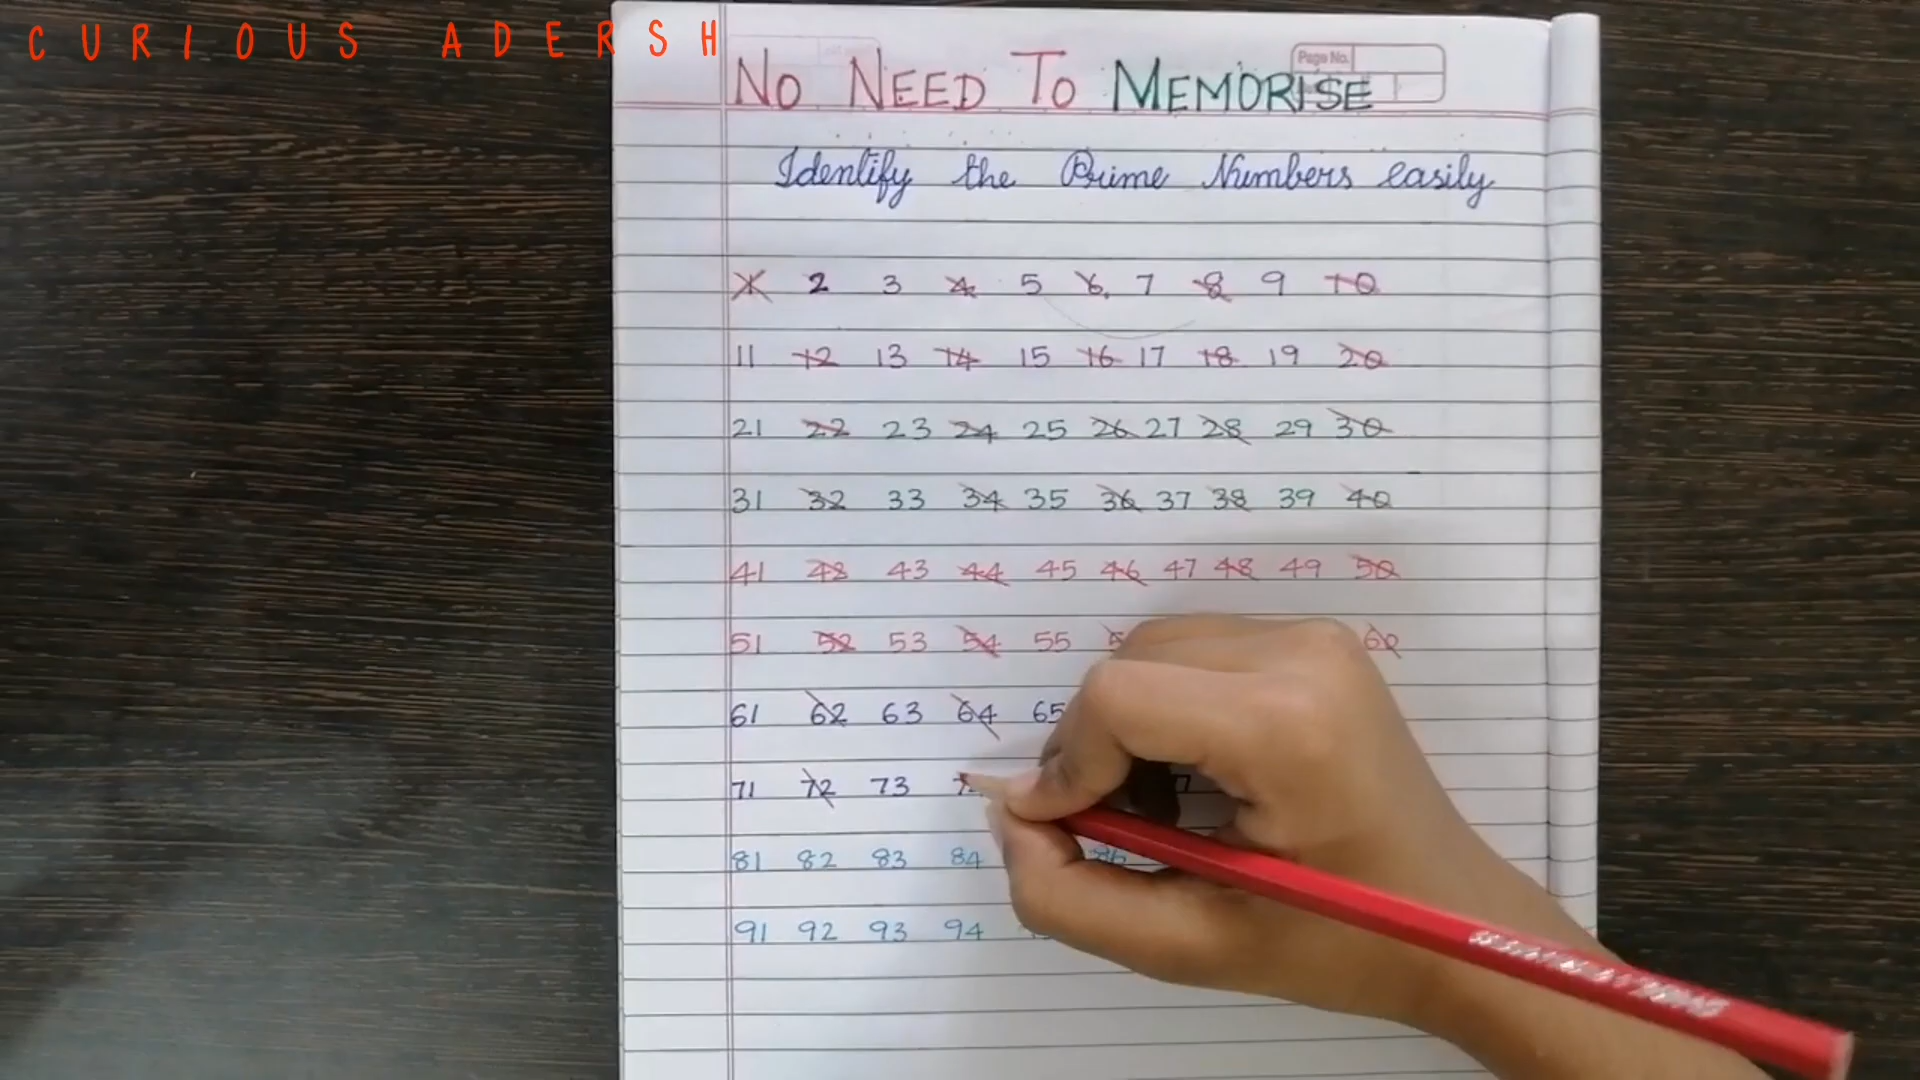 CURIOUS ADERSH
Page No.
NO NEED TO MEMORISE
Identify the Prime Numbers easily
1 2 3 4 5 6 7 8 9 10
11 12 13 14 15 16 17 18 19 20
21 22 23 24 25 26 27 28 29 30
31 32 33 34 35 36 37 38 39 40
41 48 43 44 45 46 47 48 49 50
51 52 53 54 55 60
61 62 63 64 65
71 72 73
81 82 83 84 86
91 92 93 94